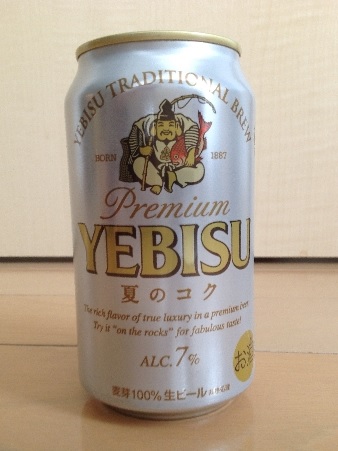 YEBISU TRADITIONAL BREW
BORN 1887
Premium
YEBISU
夏のコク
The rich flavor of true luxury in a premium beer.
Try it "on the rocks" for fabulous taste!
ALC.7%
お酒
麦芽100% 生ビール